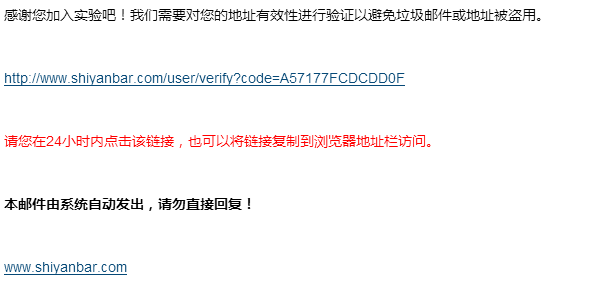 感谢您加入实验吧！我们需要对您的地址有效性进行验证以避免垃圾邮件或地址被盗用。
http://www.shiyanbar.com/user/verify?code=A57177FCDCDD0F
请您在24小时内点击该链接，也可以将链接复制到浏览器地址栏访问。
本邮件由系统自动发出，请勿直接回复！
www.shiyanbar.com